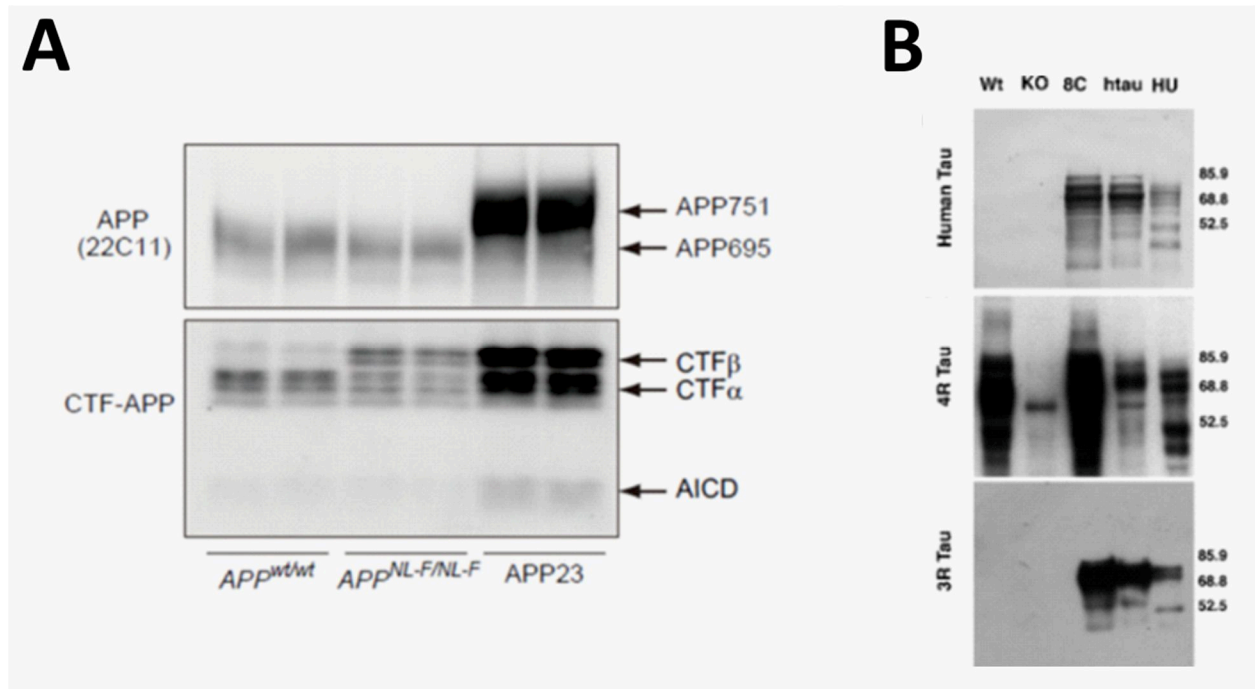 A
APP
(22C11)
APP751
APP695
CTF-APP
CTFβ
CTFα
AICD
APPwt/wt
APPNL-F/NL-F
APP23
B
Wt KO 8C htau HU
Human Tau
85.9
68.8
52.5
4R Tau
85.9
68.8
52.5
3R Tau
85.9
68.8
52.5